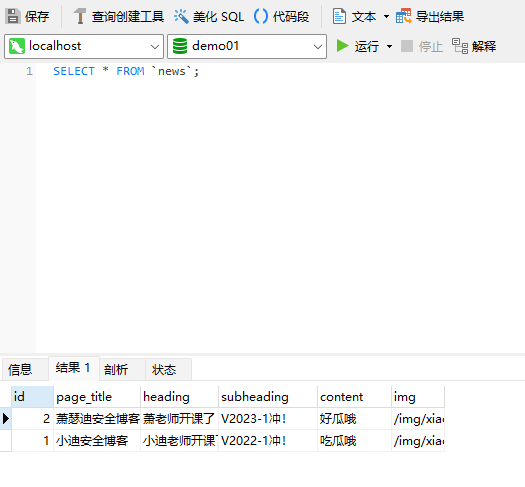 保存 查询创建工具 美化 SQL 代码段 文本 导出结果
localhost demo01 运行 停止 解释
1 SELECT * FROM `news`;
信息 结果 1 剖析 状态
id page_title heading subheading content img
2 萧瑟迪安全博客 萧老师开课了 V2023-1冲! 好瓜哦 /img/xiao
1 小迪安全博客 小迪老师开课 V2022-1冲! 吃瓜哦 /img/xiao